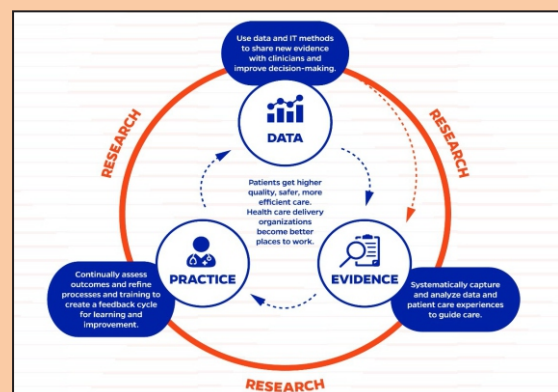 Use data and IT methods
to share new evidence
with clinicians and
improve decision-making.
RESEARCH
RESEARCH
DATA
Patients get higher
quality, safer, more
efficient care.
Health care delivery
organizations
become better
places to work.
PRACTICE
EVIDENCE
Continually assess
outcomes and refine
processes and training to
create a feedback cycle
for learning and
improvement.
Systematically capture
and analyze data and
patient care experiences
to guide care.
RESEARCH